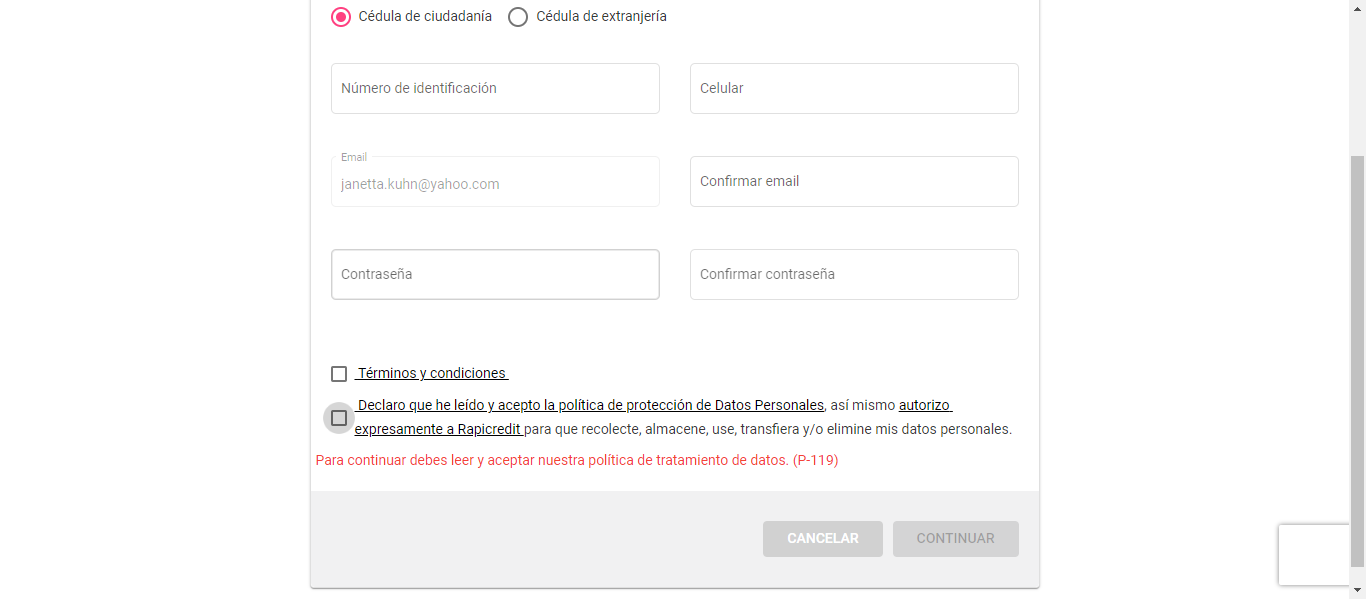 Cédula de ciudadanía Cédula de extranjería
Número de identificación Celular
Email
janetta.kuhn@yahoo.com Confirmar email
Contraseña Confirmar contraseña
Términos y condiciones
Declaro que he leído y acepto la política de protección de Datos Personales, así mismo autorizo
expresamente a Rapicredit para que recolecte, almacene, use, transfiera y/o elimine mis datos personales.
Para continuar debes leer y aceptar nuestra política de tratamiento de datos. (P-119)
CANCELAR CONTINUAR